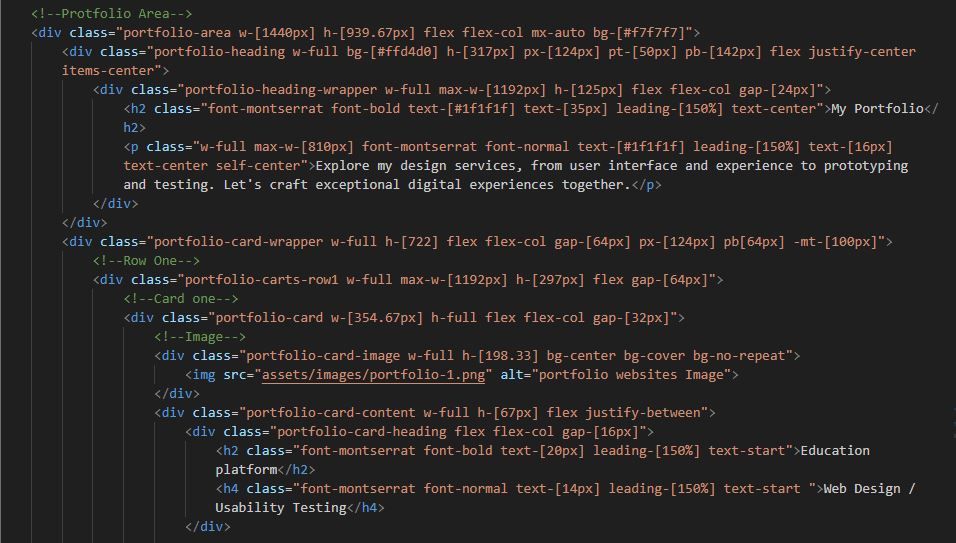 <!--Protfolio Area-->
<div class="portfolio-area w-[1440px] h-[939.67px] flex flex-col mx-auto bg-[#f7f7f7]">
<div class="portfolio-heading w-full bg-[#ffd4d0] h-[317px] px-[124px] pt-[50px] pb-[142px] flex justify-center
items-center">
<div class="portfolio-heading-wrapper w-full max-w-[1192px] h-[125px] flex flex-col gap-[24px]">
<h2 class="font-montserrat font-bold text-[#1f1f1f] text-[35px] leading-[150%] text-center">My Portfolio</
h2>
<p class="w-full max-w-[810px] font-montserrat font-normal text-[#1f1f1f] leading-[150%] text-[16px]
text-center self-center">Explore my design services, from user interface and experience to prototyping
and testing. Let's craft exceptional digital experiences together.</p>
</div>
</div>
<div class="portfolio-card-wrapper w-full h-[722] flex flex-col gap-[64px] px-[124px] pb[64px] -mt-[100px]">
<!--Row One-->
<div class="portfolio-carts-row1 w-full max-w-[1192px] h-[297px] flex gap-[64px]">
<!--Card one-->
<div class="portfolio-card w-[354.67px] h-full flex flex-col gap-[32px]">
<!--Image-->
<div class="portfolio-card-image w-full h-[198.33] bg-center bg-cover bg-no-repeat">
<img src="assets/images/portfolio-1.png" alt="portfolio websites Image">
</div>
<div class="portfolio-card-content w-full h-[67px] flex justify-between">
<div class="portfolio-card-heading flex flex-col gap-[16px]">
<h2 class="font-montserrat font-bold text-[20px] leading-[150%] text-start">Education
platform</h2>
<h4 class="font-montserrat font-normal text-[14px] leading-[150%] text-start ">Web Design /
Usability Testing</h4>
</div>